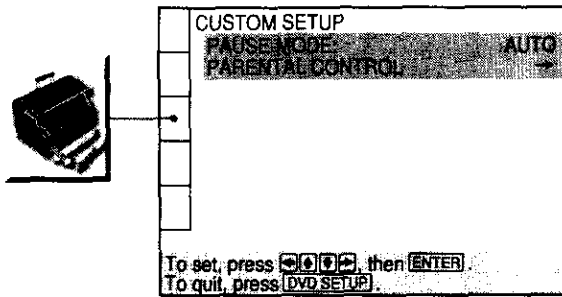 CUSTOM SETUP
PAUSE MODE: AUTO
PARENTAL CONTROL →
To set, press ←↑↓→, then ENTER.
To quit, press DVD SETUP.